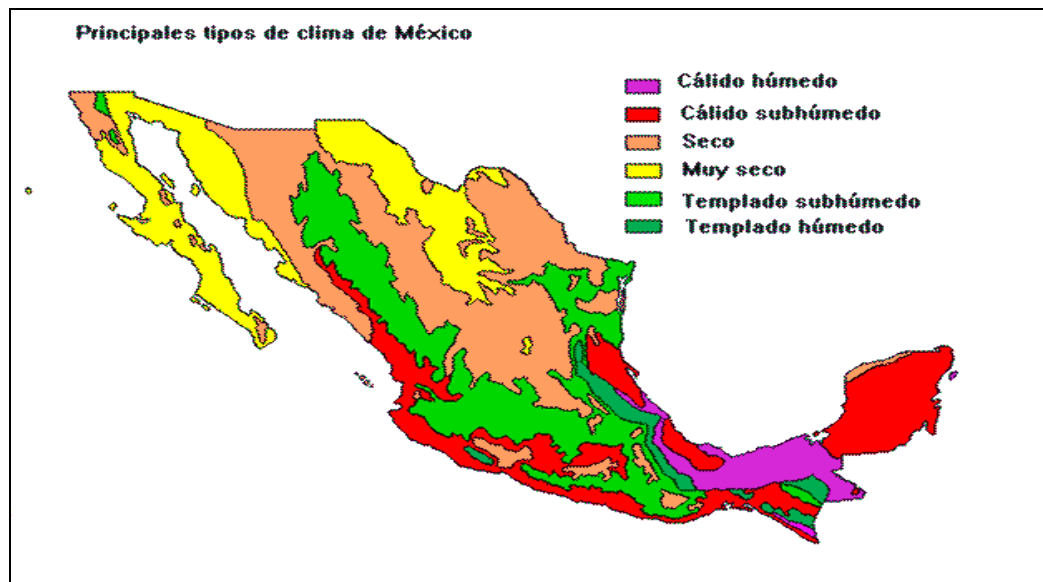 Principales tipos de clima de México
Cálido húmedo
Cálido subhúmedo
Seco
Muy seco
Templado subhúmedo
Templado húmedo